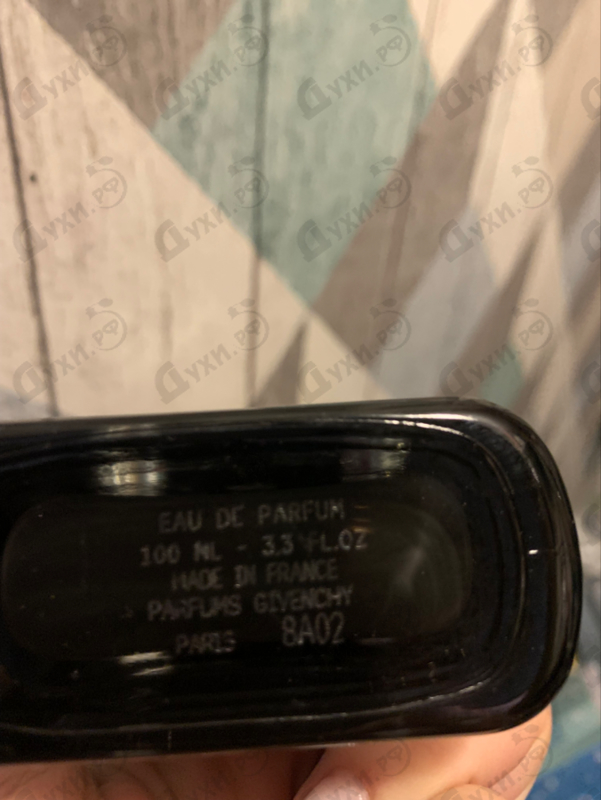 EAU DE PARFUM
100 ML - 3.3 FL.OZ
MADE IN FRANCE
PARFUMS GIVENCHY
PARIS 8A02
Духи.рф